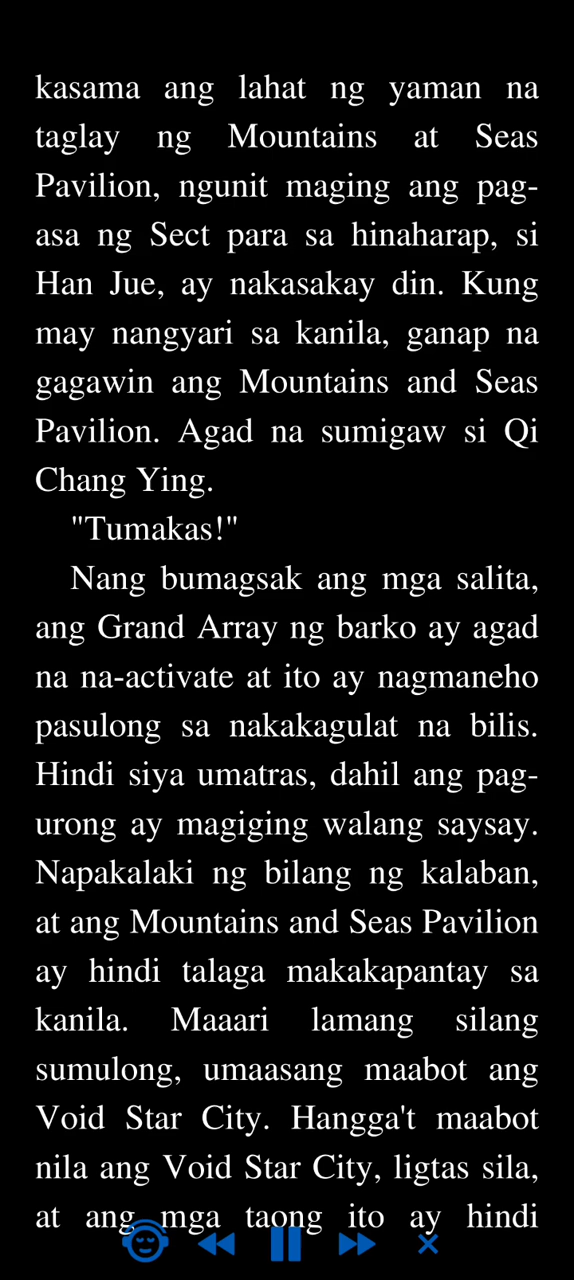 kasama ang lahat ng yaman na
taglay ng Mountains at Seas
Pavilion, ngunit maging ang pag-
asa ng Sect para sa hinaharap, si
Han Jue, ay nakasakay din. Kung
may nangyari sa kanila, ganap na
gagawin ang Mountains and Seas
Pavilion. Agad na sumigaw si Qi
Chang Ying.
"Tumakas!"
Nang bumagsak ang mga salita,
ang Grand Array ng barko ay agad
na na-activate at ito ay nagmaneho
pasulong sa nakakagulat na bilis.
Hindi siya umatras, dahil ang pag-
urong ay magiging walang saysay.
Napakalaki ng bilang ng kalaban,
at ang Mountains and Seas Pavilion
ay hindi talaga makakapantay sa
kanila. Maaari lamang silang
sumulong, umaasang maabot ang
Void Star City. Hangga't maabot
nila ang Void Star City, ligtas sila,
at ang mga taong ito ay hindi